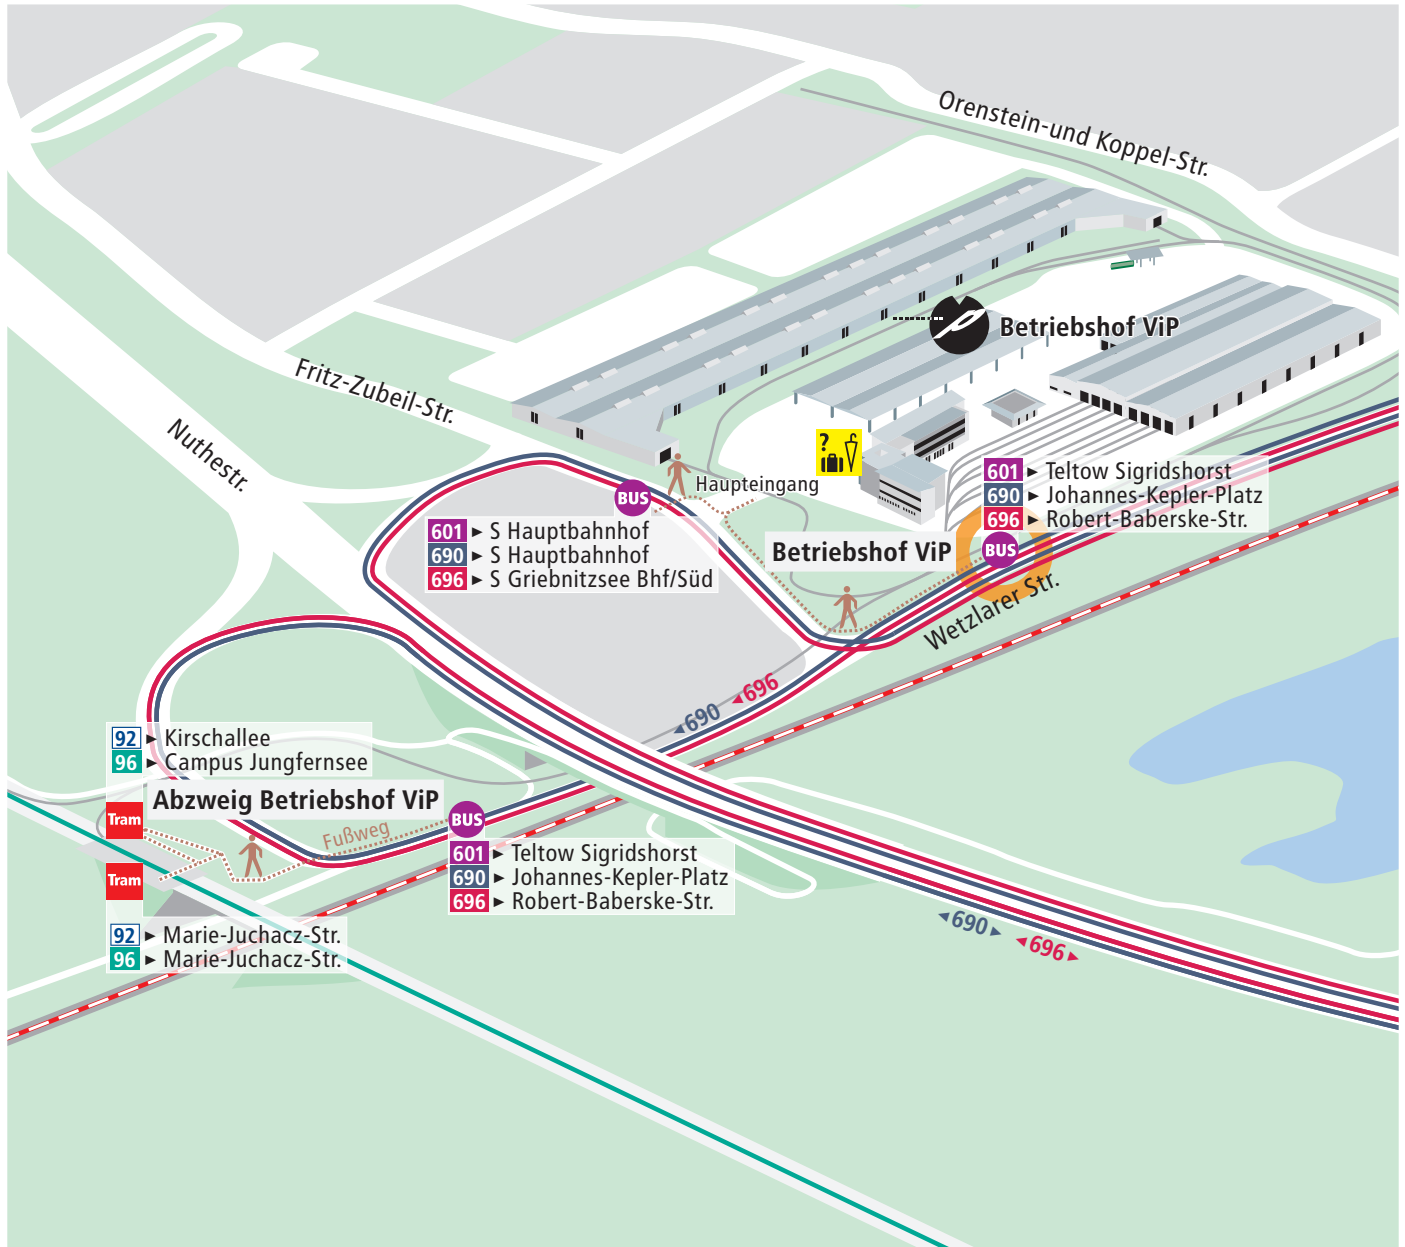 Orenstein-und Koppel-Str.
Betriebshof ViP
Fritz-Zubeil-Str.
Nuthestr.
?
Haupteingang
BUS
601 ► S Hauptbahnhof
690 ► S Hauptbahnhof
696 ► S Griebnitzsee Bhf/Süd
601 ► Teltow Sigridshorst
690 ► Johannes-Kepler-Platz
696 ► Robert-Baberske-Str.
Betriebshof ViP
BUS
Wetzlarer Str.
◄696
◄690
92 ► Kirschallee
96 ► Campus Jungfernsee
Abzweig Betriebshof ViP
Tram
Fußweg
BUS
601 ► Teltow Sigridshorst
690 ► Johannes-Kepler-Platz
696 ► Robert-Baberske-Str.
Tram
92 ► Marie-Juchacz-Str.
96 ► Marie-Juchacz-Str.
◄690►
◄696►